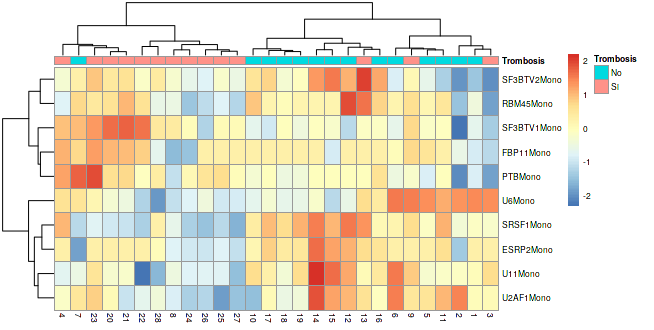 Trombosis
Trombosis
SF3BTV2Mono
RBM45Mono
SF3BTV1Mono
FBP11Mono
PTBMono
U6Mono
SRSF1Mono
ESRP2Mono
U11Mono
U2AF1Mono
4 7 23 20 21 22 28 8 24 26 25 27 10 17 18 19 14 15 12 13 16 6 9 5 11 2 1 3
2
1
0
-1
-2
No
SI